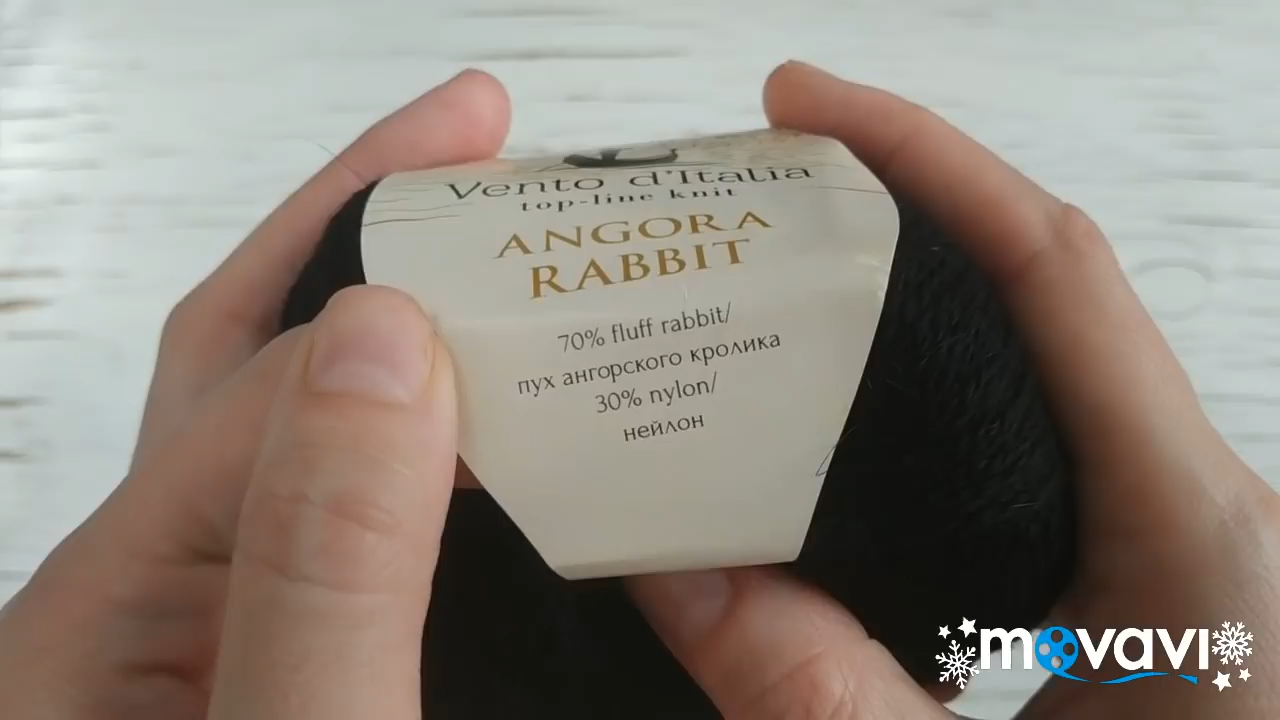 Vento d'Italia
top-line knit
ANGORA
RABBIT
70% fluff rabbit/
пух ангорского кролика
30% nylon/
нейлон
movavi